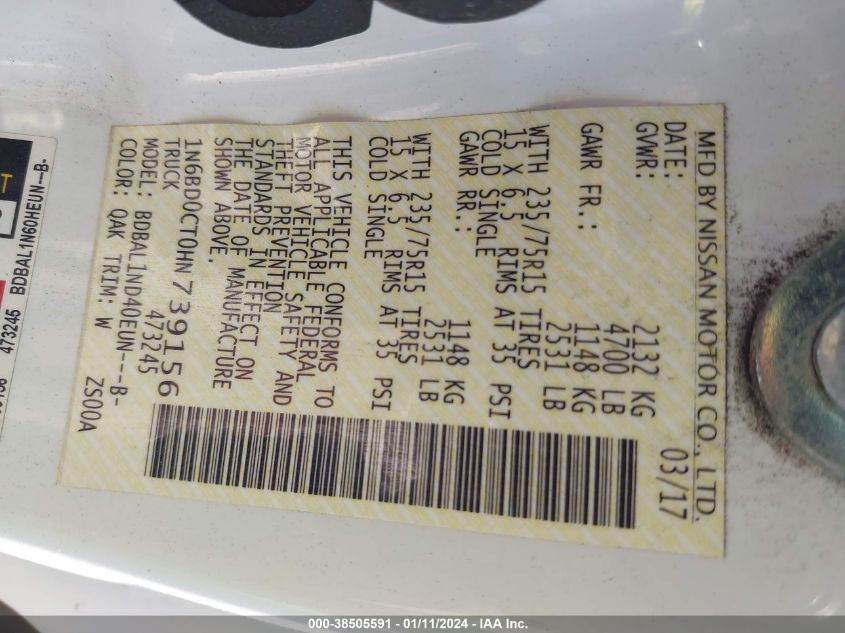 MFD BY NISSAN MOTOR CO., LTD.
DATE: 03/17
GVWR: 2132 KG
4700 LB
GAWR FR.: 1148 KG
2531 LB
WITH 235/75R15 TIRES
15 X 6.5 RIMS AT 35 PSI
COLD SINGLE
GAWR RR.: 1148 KG
2531 LB
WITH 235/75R15 TIRES
15 X 6.5 RIMS AT 35 PSI
COLD SINGLE
THIS VEHICLE CONFORMS TO
ALL APPLICABLE FEDERAL
MOTOR VEHICLE SAFETY AND
THEFT PREVENTION
STANDARDS IN EFFECT ON
THE DATE OF MANUFACTURE
SHOWN ABOVE.
1N6BD0CT0HN739156
TRUCK 473245
MODEL: BDBAL1ND40EUN---B-
COLOR: QAK TRIM: W ZS00A
473245 BDBAL1N60HEUN--B-
000-38505591 - 01/11/2024 - IAA Inc.